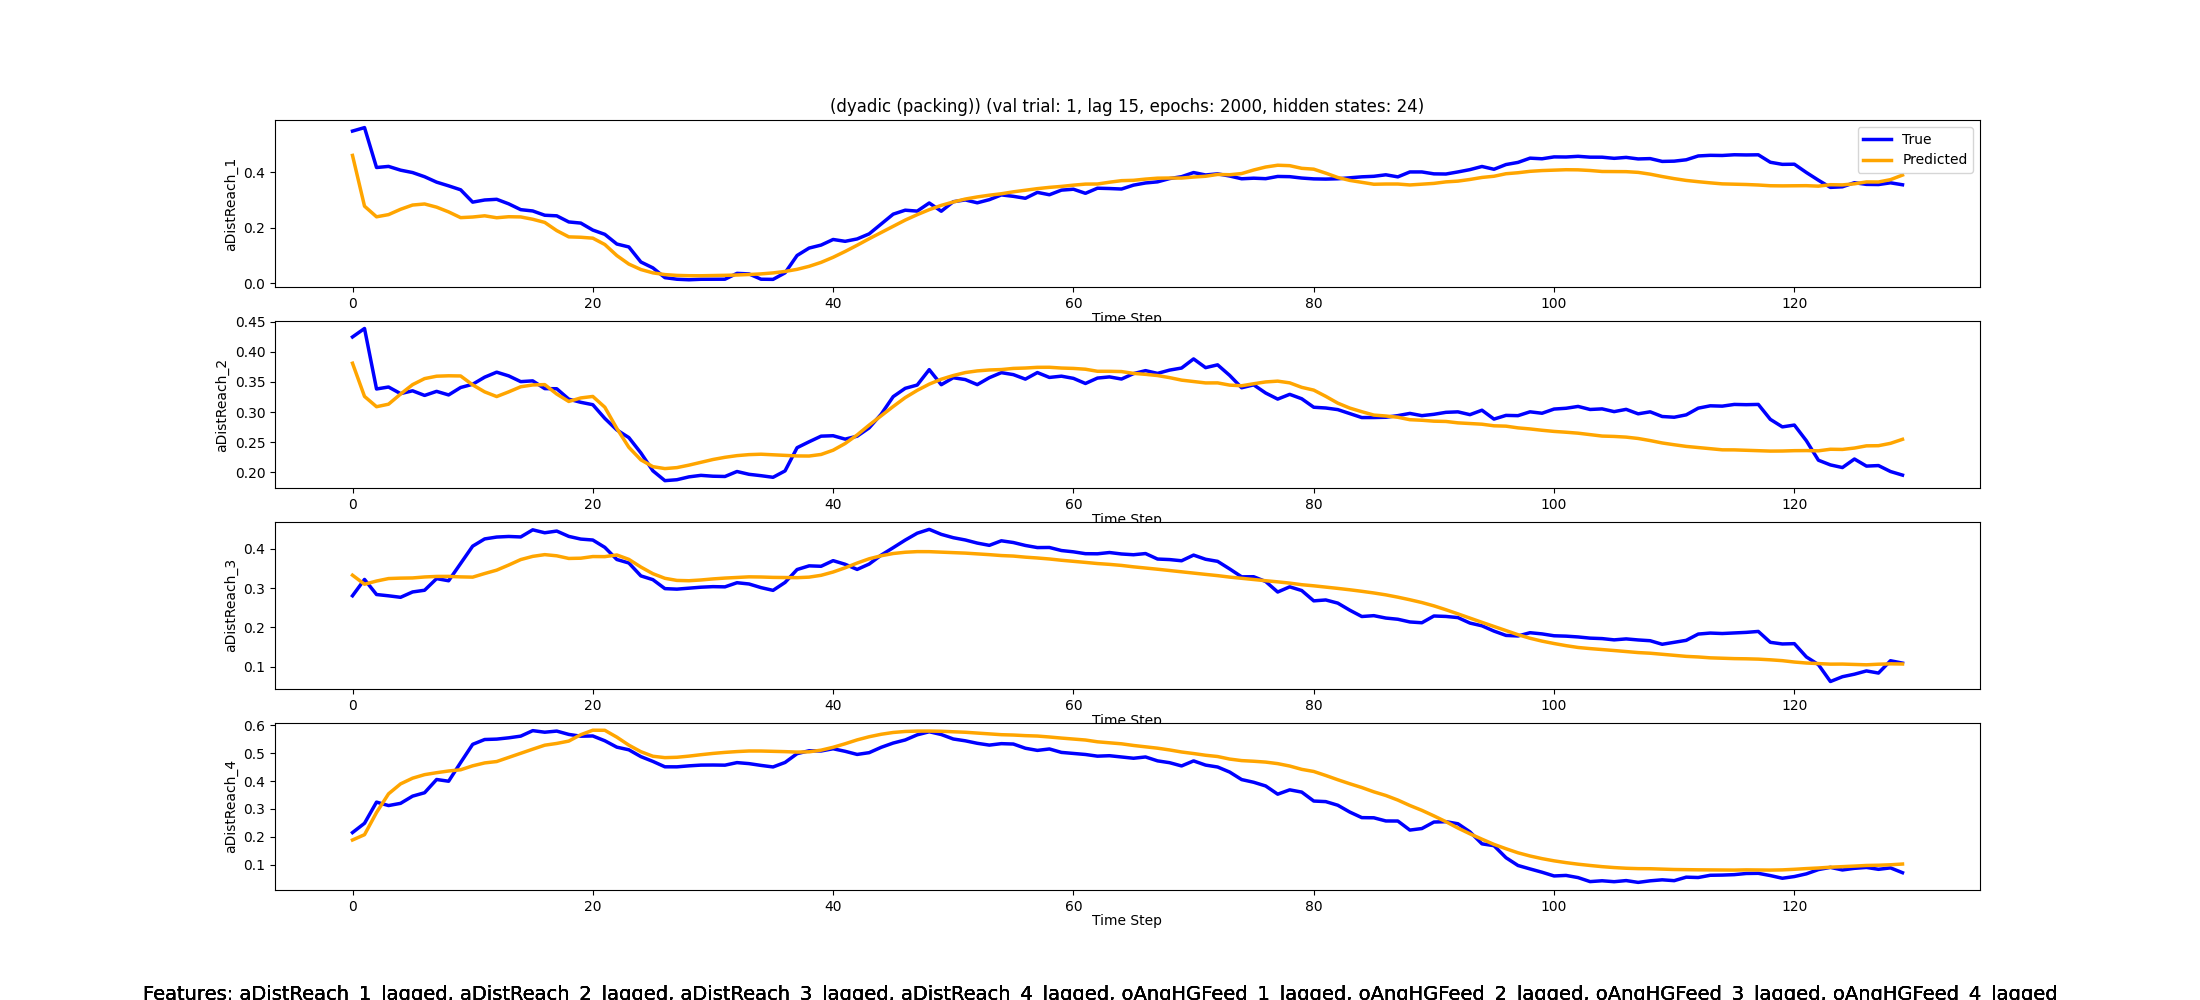 (dyadic (packing)) (val trial: 1, lag 15, epochs: 2000, hidden states: 24)
True
Predicted
aDistReach_1
0.4
0.2
0.0
0 20 40 60 80 100 120
Time Step
aDistReach_2
0.45
0.40
0.35
0.30
0.25
0.20
0 20 40 60 80 100 120
Time Step
aDistReach_3
0.4
0.3
0.2
0.1
0 20 40 60 80 100 120
Time Step
aDistReach_4
0.6
0.5
0.4
0.3
0.2
0.1
0 20 40 60 80 100 120
Time Step
Features: aDistReach_1_lagged, aDistReach_2_lagged, aDistReach_3_lagged, aDistReach_4_lagged, oAngHGFeed_1_lagged, oAngHGFeed_2_lagged, oAngHGFeed_3_lagged, oAngHGFeed_4_lagged